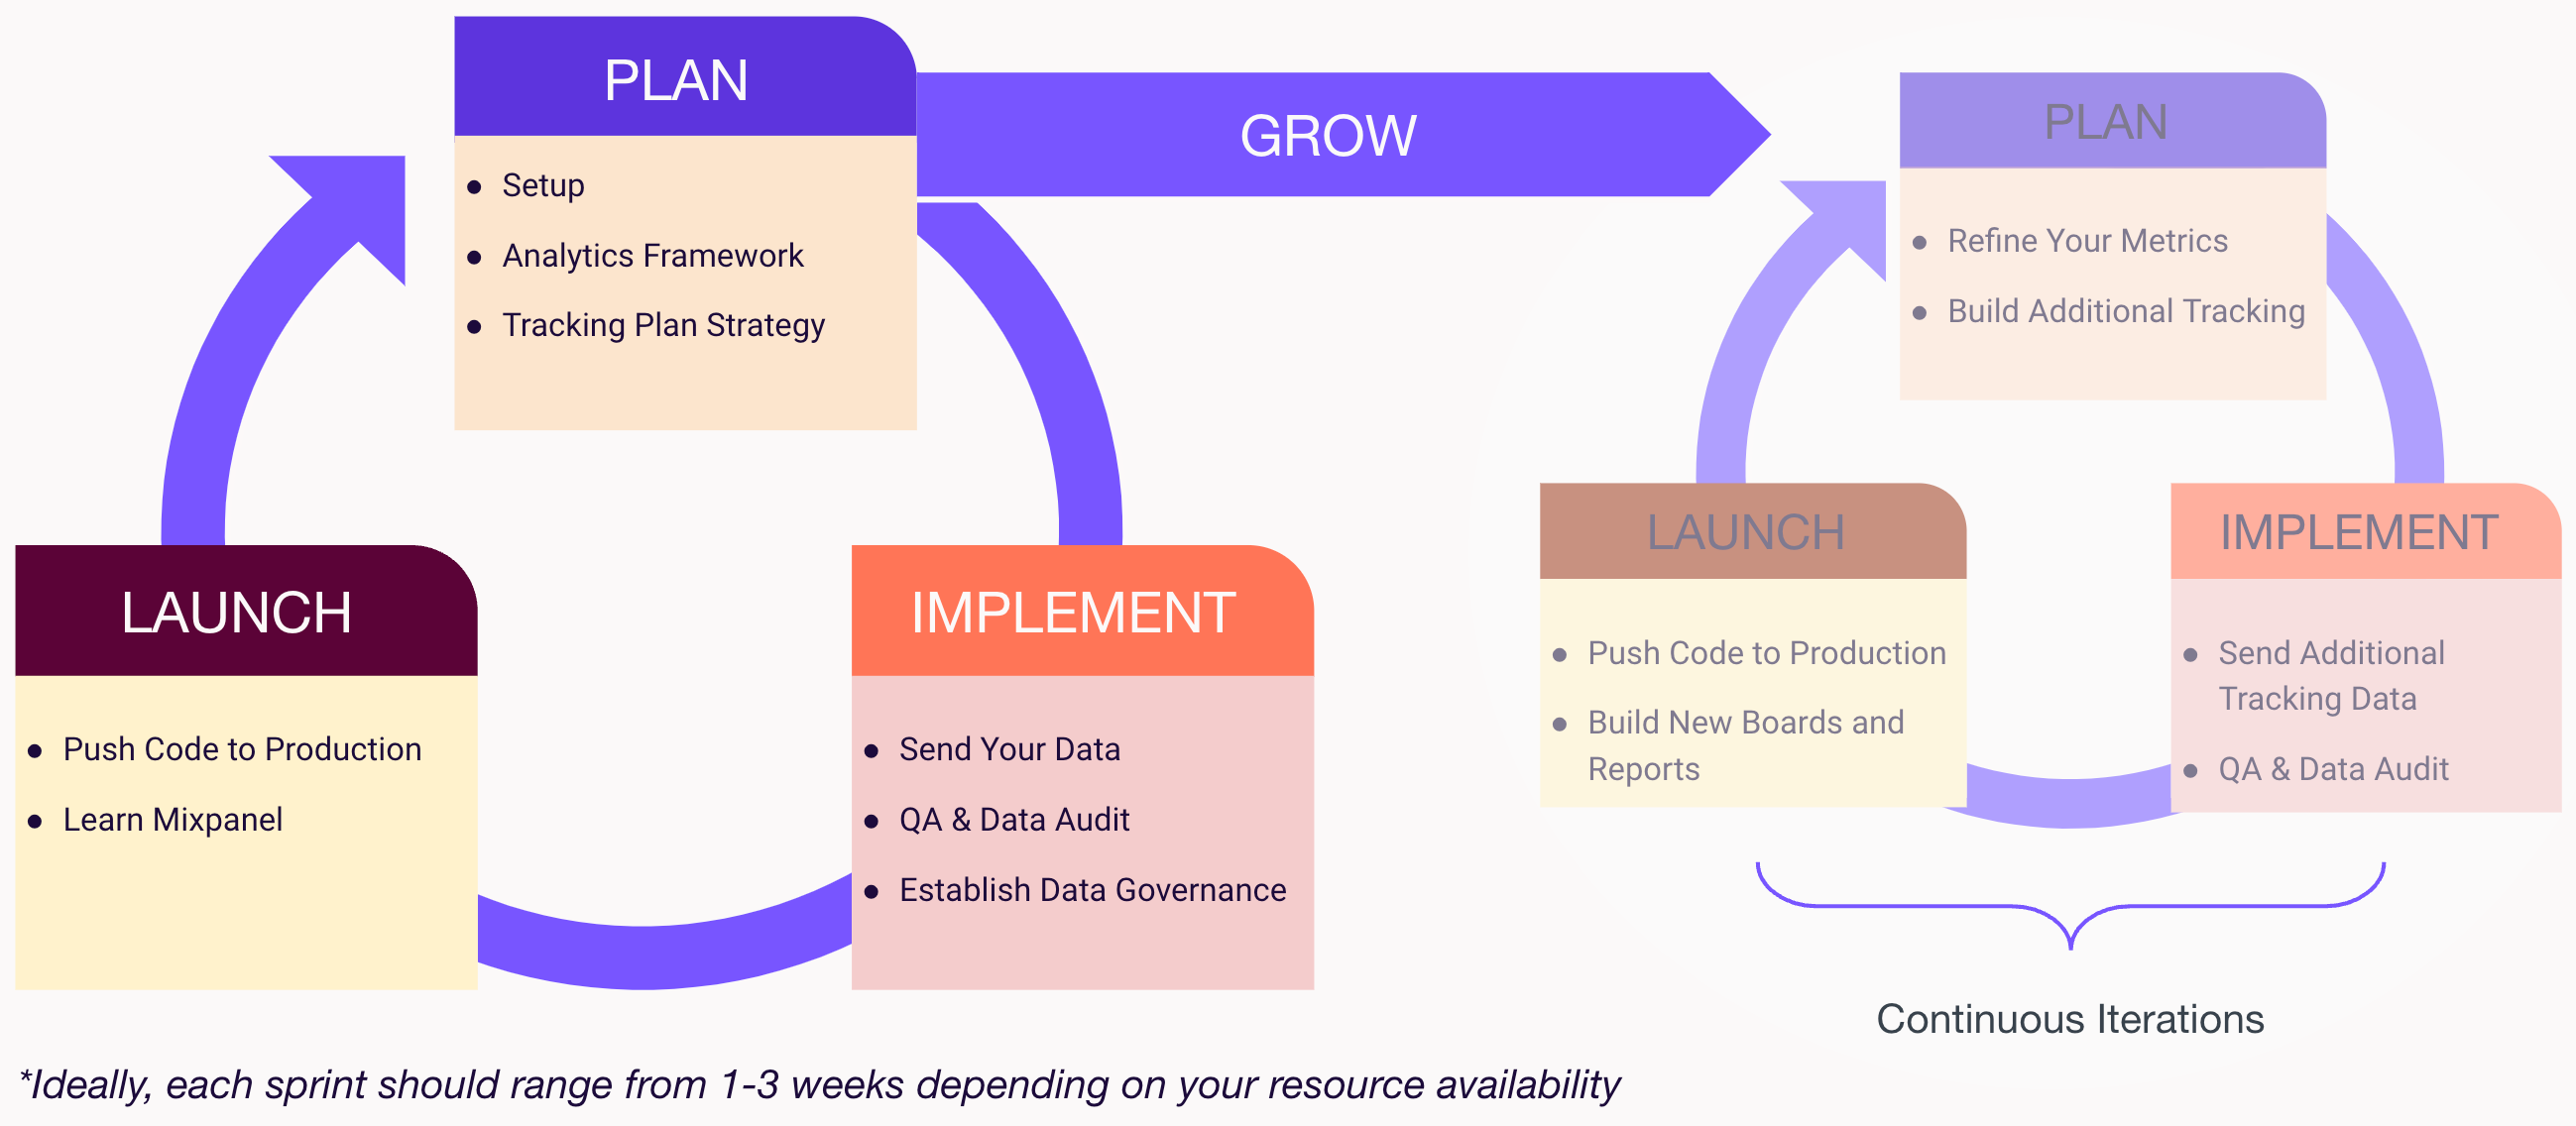 PLAN
• Setup
• Analytics Framework
• Tracking Plan Strategy
GROW
LAUNCH
• Push Code to Production
• Learn Mixpanel
IMPLEMENT
• Send Your Data
• QA & Data Audit
• Establish Data Governance
PLAN
• Refine Your Metrics
• Build Additional Tracking
LAUNCH
• Push Code to Production
• Build New Boards and
Reports
IMPLEMENT
• Send Additional
Tracking Data
• QA & Data Audit
Continuous Iterations
*Ideally, each sprint should range from 1-3 weeks depending on your resource availability